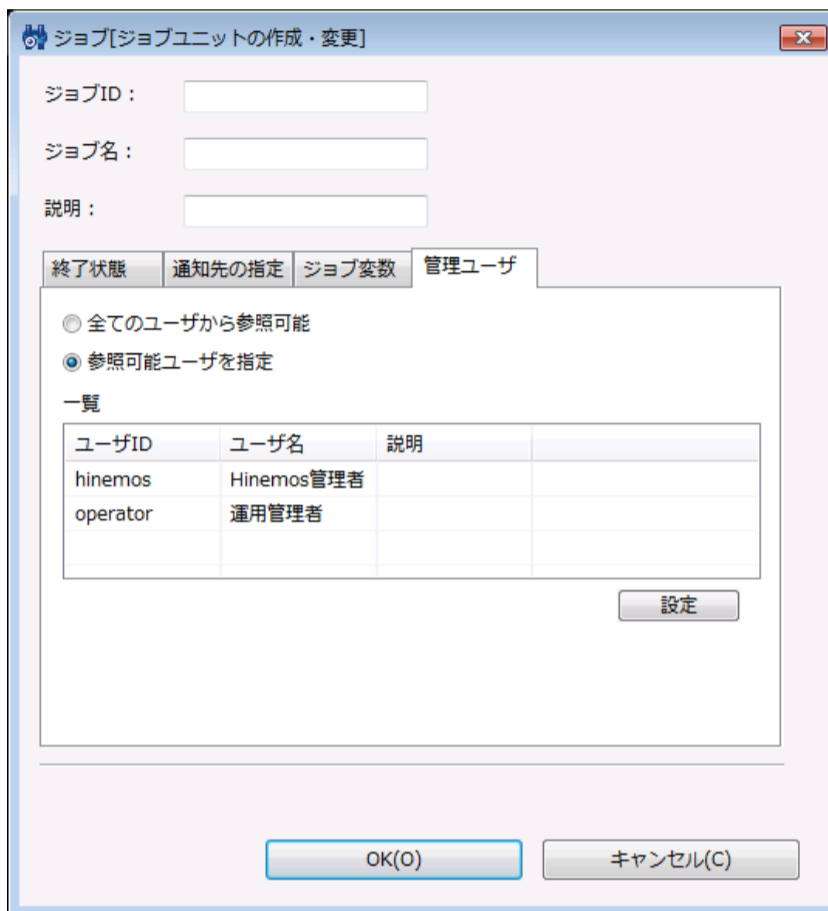 ジョブ[ジョブユニットの作成・変更]
ジョブID：
ジョブ名：
説明：
終了状態 通知先の指定 ジョブ変数 管理ユーザ
全てのユーザから参照可能
参照可能ユーザを指定
一覧
ユーザID ユーザ名 説明
hinemos Hinemos管理者
operator 運用管理者
設定
OK(O) キャンセル(C)